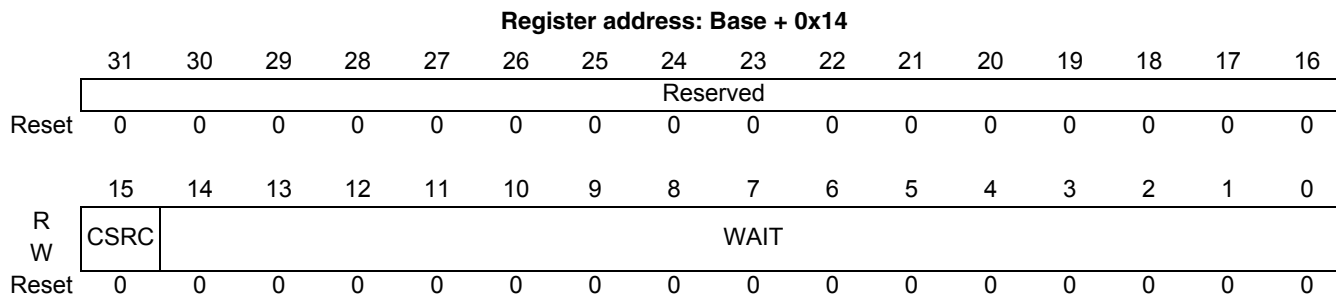 Register address: Base + 0x14
31 30 29 28 27 26 25 24 23 22 21 20 19 18 17 16
Reserved
Reset 0 0 0 0 0 0 0 0 0 0 0 0 0 0 0 0
15 14 13 12 11 10 9 8 7 6 5 4 3 2 1 0
R
W
CSRC WAIT
Reset 0 0 0 0 0 0 0 0 0 0 0 0 0 0 0 0